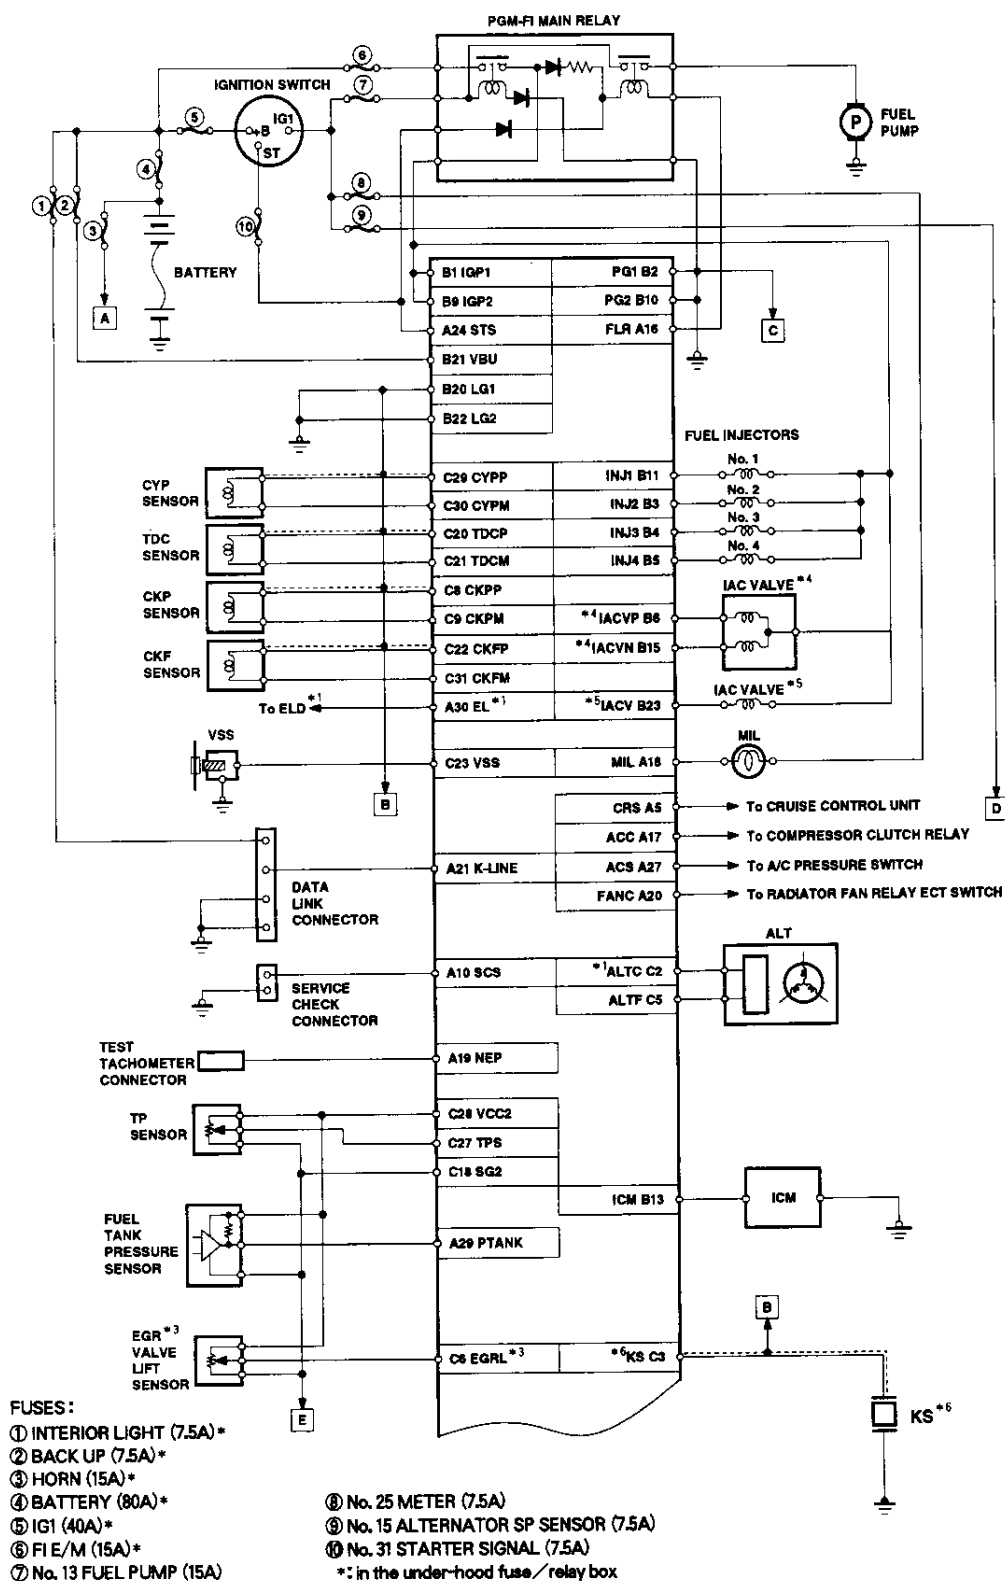 PGM-FI MAIN RELAY
⑥
IGNITION SWITCH
⑦
⑤
+B
IG1
ST
P
FUEL
PUMP
④
①
②
③
⑧
⑨
⑩
BATTERY
A
B1 IGP1
PG1 B2
B9 IGP2
PG2 B10
A24 STS
FLR A16
C
B21 VBU
B20 LG1
B22 LG2
FUEL INJECTORS
CYP
SENSOR
C29 CYPP
INJ1 B11
No. 1
C30 CYPM
INJ2 B3
No. 2
TDC
SENSOR
C20 TDCP
INJ3 B4
No. 3
C21 TDCM
INJ4 B5
No. 4
CKP
SENSOR
C8 CKPP
IAC VALVE*4
C9 CKPM
*4IACVP B6
CKF
SENSOR
C22 CKFP
*4IACVN B15
C31 CKFM
To ELD*1
A30 EL*1
*5IACV B23
IAC VALVE*5
VSS
C23 VSS
MIL A18
MIL
B
CRS A5
To CRUISE CONTROL UNIT
D
ACC A17
To COMPRESSOR CLUTCH RELAY
A21 K-LINE
ACS A27
To A/C PRESSURE SWITCH
FANC A20
To RADIATOR FAN RELAY ECT SWITCH
DATA
LINK
CONNECTOR
ALT
A10 SCS
*1ALTC C2
ALTF C5
SERVICE
CHECK
CONNECTOR
TEST
TACHOMETER
CONNECTOR
A19 NEP
TP
SENSOR
C28 VCC2
C27 TPS
C18 SG2
ICM B13
ICM
FUEL
TANK
PRESSURE
SENSOR
A29 PTANK
B
EGR*3
VALVE
LIFT
SENSOR
C6 EGRL*3
*6KS C3
E
KS*6
FUSES :
① INTERIOR LIGHT (7.5A)*
② BACK UP (7.5A)*
③ HORN (15A)*
④ BATTERY (80A)*
⑤ IG1 (40A)*
⑥ FI E/M (15A)*
⑦ No. 13 FUEL PUMP (15A)
⑧ No. 25 METER (7.5A)
⑨ No. 15 ALTERNATOR SP SENSOR (7.5A)
⑩ No. 31 STARTER SIGNAL (7.5A)
*: in the under-hood fuse/relay box